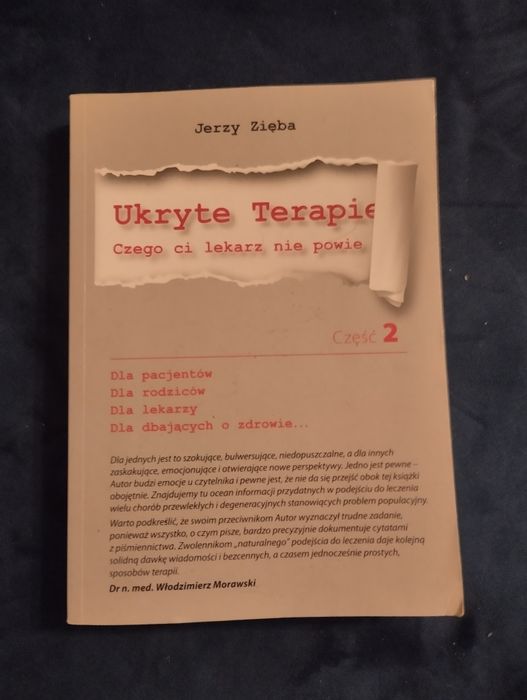 Jerzy Zięba
Ukryte Terapie
Czego ci lekarz nie powie
Część 2
Dla pacjentów
Dla rodziców
Dla lekarzy
Dla dbających o zdrowie...
Dla jednych jest to szokujące, bulwersujące, niedopuszczalne, a dla innych
zaskakujące, emocjonujące i otwierające nowe perspektywy. Jedno jest pewne –
Autor budzi emocje u czytelnika i pewne jest, że nie da się przejść obok tej książki
obojętnie. Znajdujemy tu ocean informacji przydatnych w podejściu do leczenia
wielu chorób przewlekłych i degeneracyjnych stanowiących problem populacyjny.
Warto podkreślić, że swoim przeciwnikom Autor wyznaczył trudne zadanie,
ponieważ wszystko, o czym pisze, bardzo precyzyjnie dokumentuje cytatami
z piśmiennictwa. Zwolennikom „naturalnego" podejścia do leczenia daje kolejną
solidną dawkę wiadomości i bezcennych, a czasem jednocześnie prostych,
sposobów terapii.
Dr n. med. Włodzimierz Morawski